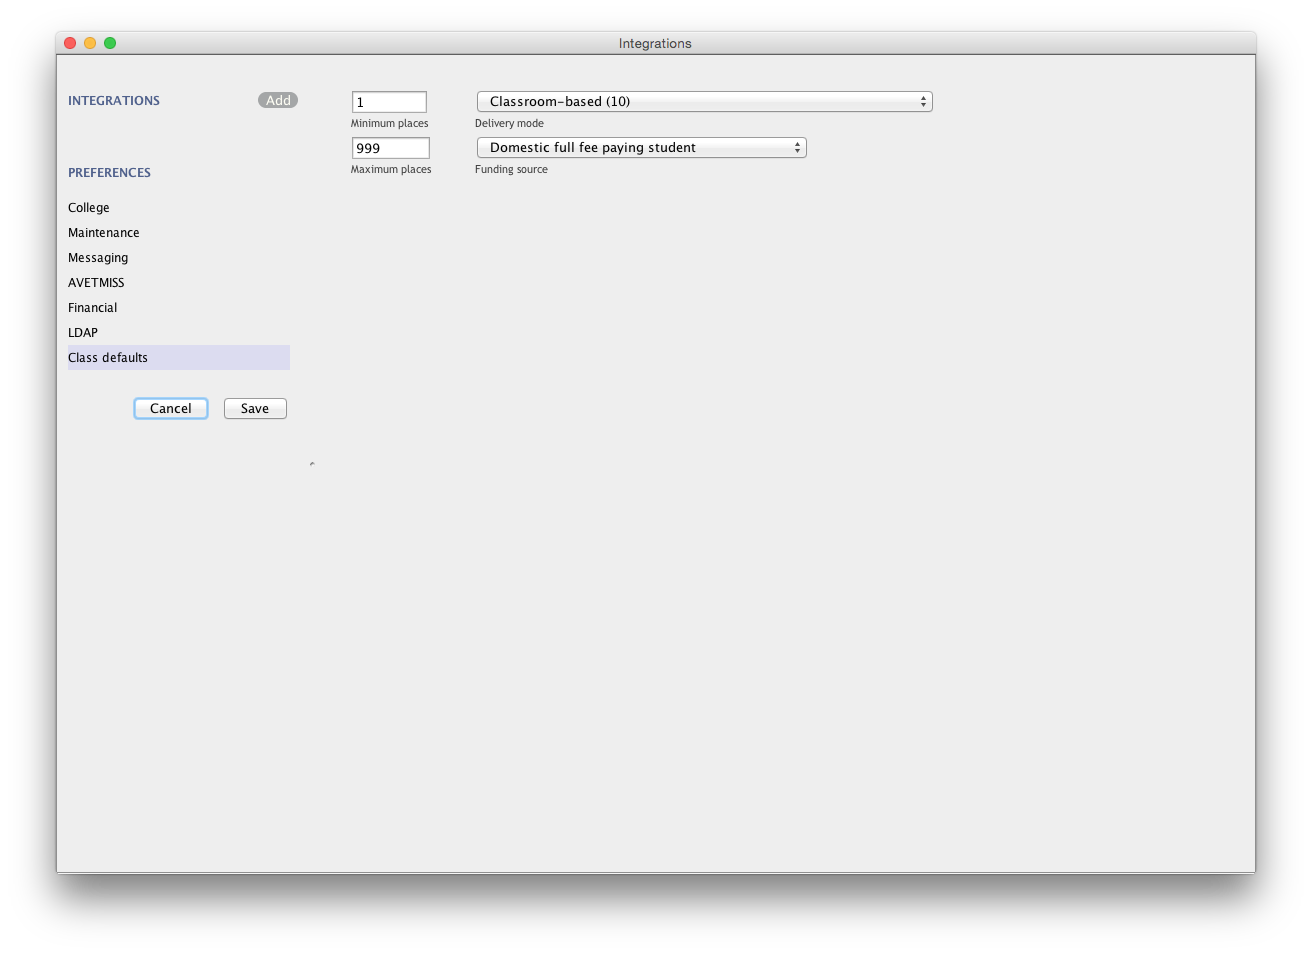 Integrations
INTEGRATIONS Add
PREFERENCES
College
Maintenance
Messaging
AVETMISS
Financial
LDAP
Class defaults
Cancel Save
1 Classroom-based (10)
Minimum places Delivery mode
999 Domestic full fee paying student
Maximum places Funding source